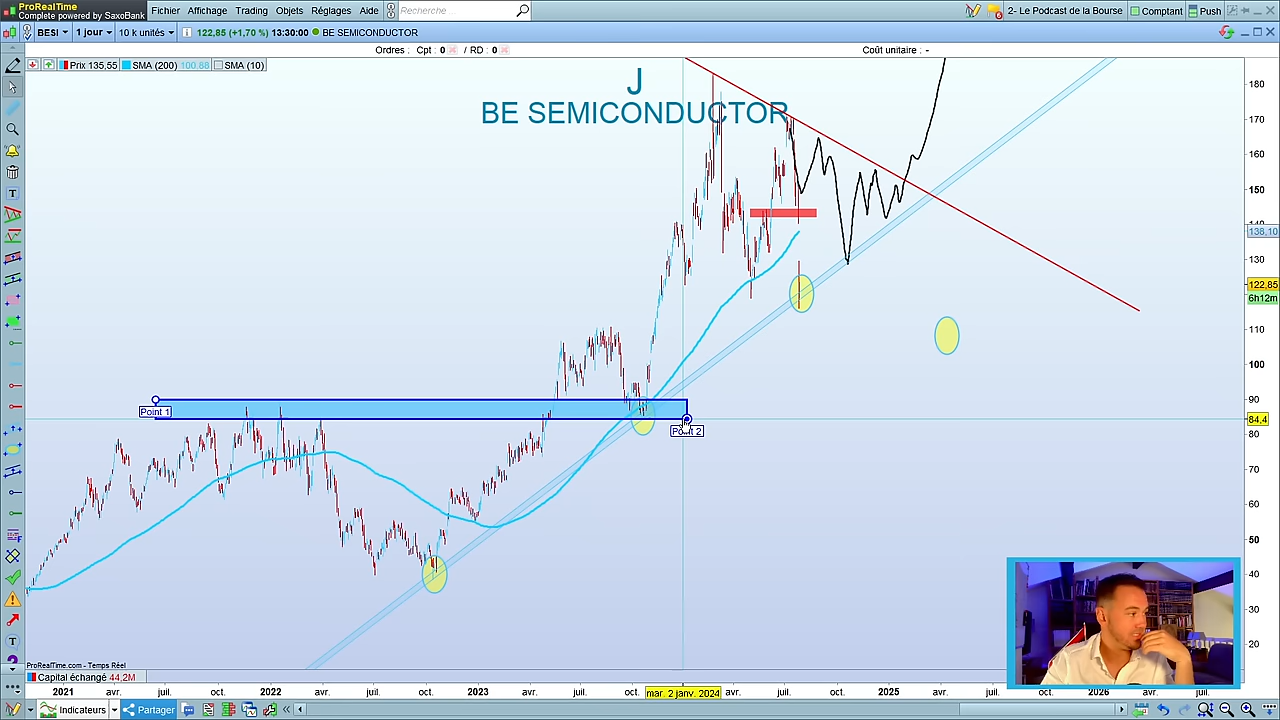 ProRealTime
Complete powered by SaxoBank
Fichier Affichage Trading Objets Réglages Aide
Recherche
2- Le Podcast de la Bourse
Comptant
Push
BESI
1 jour
10 k unités
122,85 (+1,70 %) 13:30:00
BE SEMICONDUCTOR
Ordres : Cpt : 0 / RD : 0
Coût unitaire : -
Prix 135,55 SMA (200) 100.88 SMA (10)
J
BE SEMICONDUCTOR
180
170
160
150
140
138,10
130
122,85
6h12m
110
100
90
84,4
80
70
60
50
40
30
20
Point 1
Point 2
ProRealTime.com - Temps Réel
Capital échangé 44,2M
2021 avr. juil. oct. 2022 avr. juil. oct. 2023 avr. juil. oct. mar. 2 janv. 2024 avr. juil. oct. 2025 avr. juil. oct. 2026 avr. juil.
Indicateurs
Partager